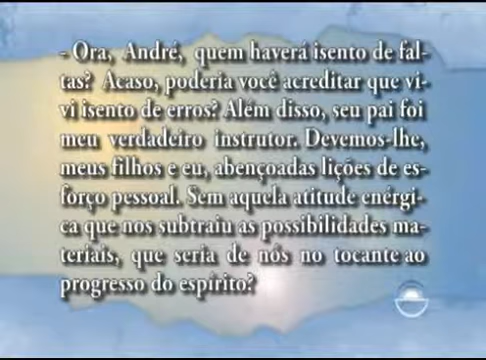 - Ora, André, quem haverá isento de fal-
tas? Acaso, poderia você acreditar que vi-
vi isento de erros? Além disso, seu pai foi
meu verdadeiro instrutor. Devemos-lhe,
meus filhos e eu, abençoadas lições de es-
forço pessoal. Sem aquela atitude enérgi-
ca que nos subtraiu as possibilidades ma-
teriais, que seria de nós no tocante ao
progresso do espírito?